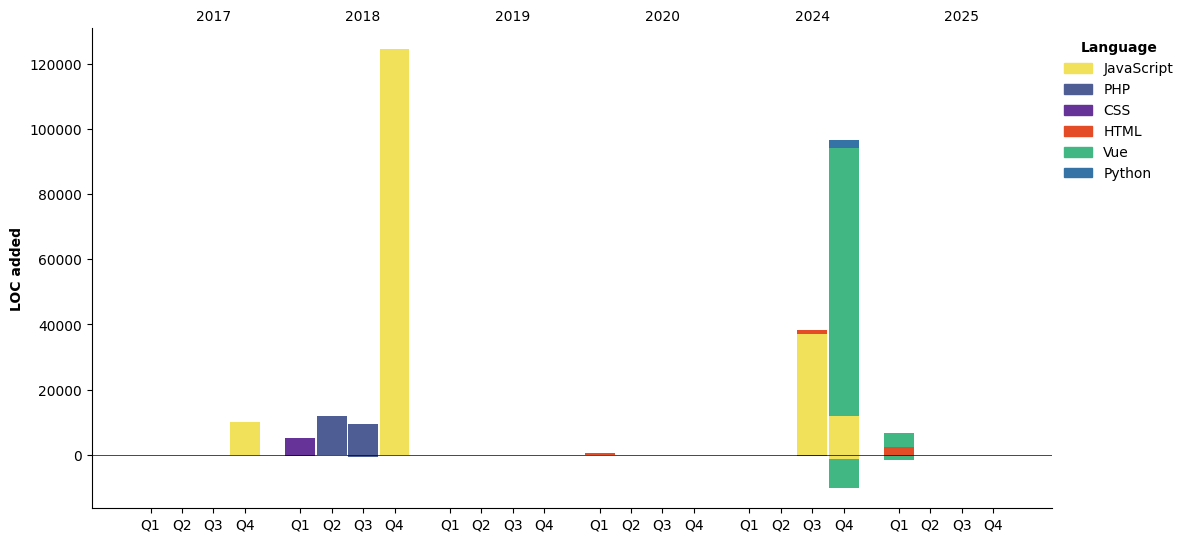 2017 2018 2019 2020 2024 2025
Language
JavaScript
PHP
CSS
HTML
Vue
Python
LOC added
120000
100000
80000
60000
40000
20000
0
Q1 Q2 Q3 Q4 Q1 Q2 Q3 Q4 Q1 Q2 Q3 Q4 Q1 Q2 Q3 Q4 Q1 Q2 Q3 Q4 Q1 Q2 Q3 Q4